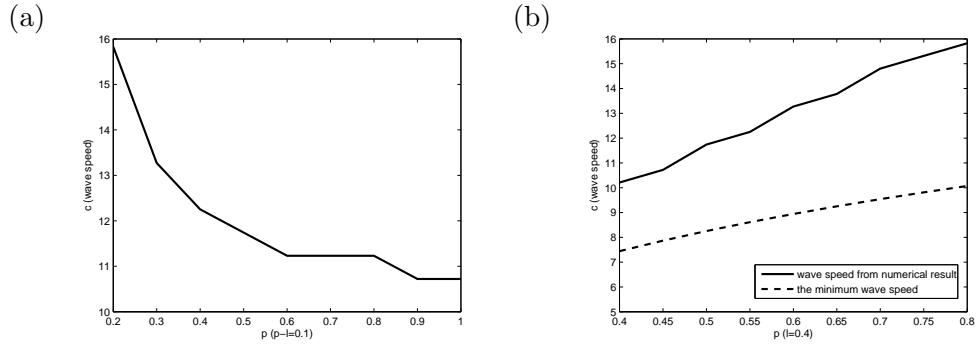 (a)
16
15
14
13
12
11
10
c (wave speed)
0.2 0.3 0.4 0.5 0.6 0.7 0.8 0.9 1
p (p−l=0.1)
(b)
16
15
14
13
12
11
10
9
8
7
6
5
c (wave speed)
wave speed from numerical result
the minimum wave speed
0.4 0.45 0.5 0.55 0.6 0.65 0.7 0.75 0.8
p (l=0.4)